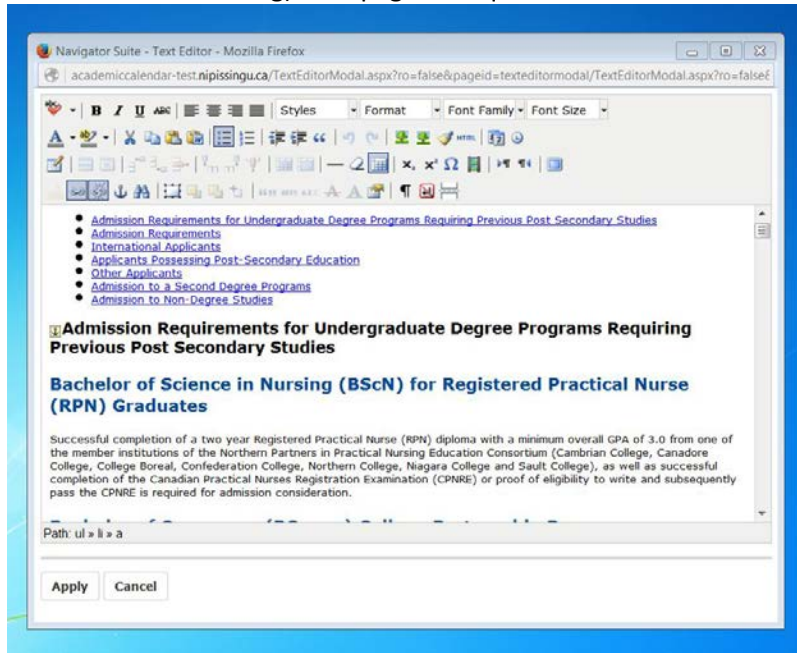 Navigator Suite - Text Editor - Mozilla Firefox
academiccalendar-test.nipissingu.ca/TextEditorModal.aspx?ro=false&pageid=texteditormodal/TextEditorModal.aspx?ro=false&
B I U ABC Styles Format Font Family Font Size
A HTML
Admission Requirements for Undergraduate Degree Programs Requiring Previous Post Secondary Studies
Admission Requirements
International Applicants
Applicants Possessing Post-Secondary Education
Other Applicants
Admission to a Second Degree Programs
Admission to Non-Degree Studies
Admission Requirements for Undergraduate Degree Programs Requiring
Previous Post Secondary Studies
Bachelor of Science in Nursing (BScN) for Registered Practical Nurse
(RPN) Graduates
Successful completion of a two year Registered Practical Nurse (RPN) diploma with a minimum overall GPA of 3.0 from one of
the member institutions of the Northern Partners in Practical Nursing Education Consortium (Cambrian College, Canadore
College, College Boreal, Confederation College, Northern College, Niagara College and Sault College), as well as successful
completion of the Canadian Practical Nurses Registration Examination (CPNRE) or proof of eligibility to write and subsequently
pass the CPNRE is required for admission consideration.
Path: ul » li » a
Apply Cancel